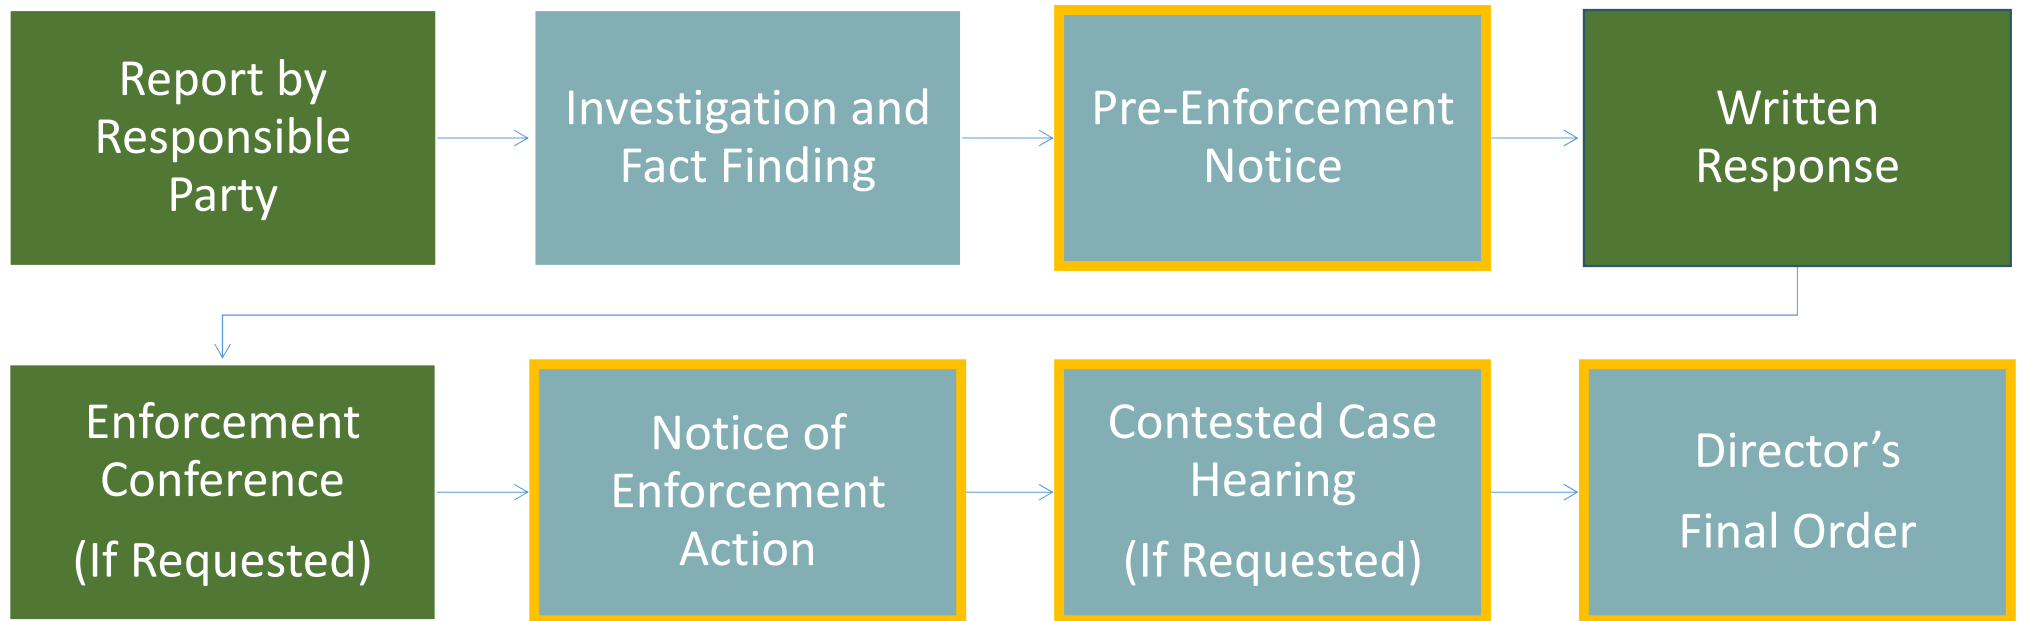 Report by
Responsible
Party
Investigation and
Fact Finding
Pre-Enforcement
Notice
Written
Response
Enforcement
Conference
(If Requested)
Notice of
Enforcement
Action
Contested Case
Hearing
(If Requested)
Director’s
Final Order